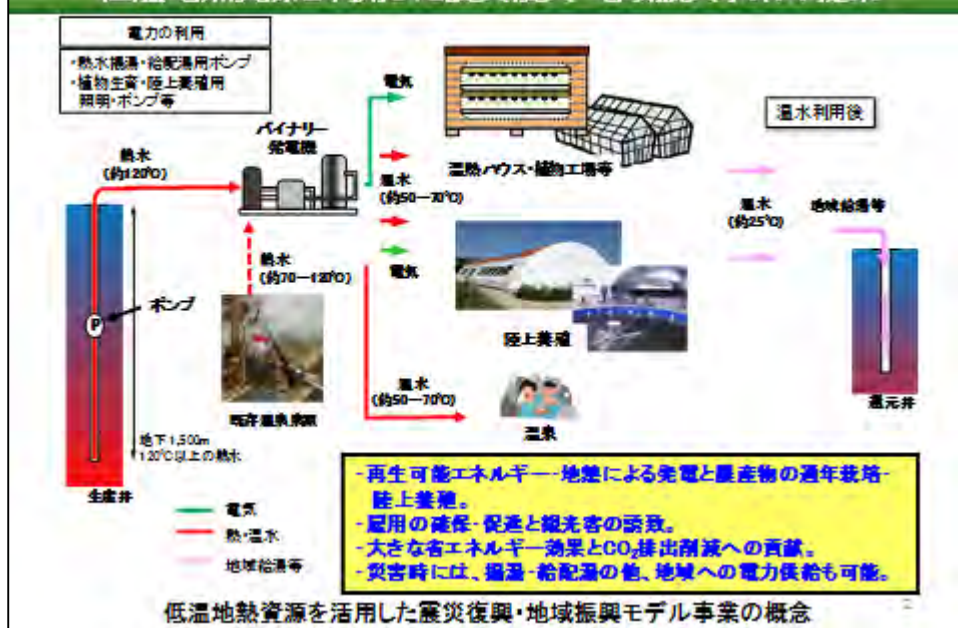 電力の利用
・熱水揚湯・給配湯用ポンプ
・植物生産・陸上養殖用
照明・ポンプ等
バイナリー
発電機
熱水
(約120℃)
電気
温水
(約50−70℃)
温熱ハウス・植物工場等
温水利用後
温水
(約25℃)
地域給湯等
熱水
(約70−120℃)
電気
ポンプ
P
陸上養殖
既存温泉泉源
温水
(約50−70℃)
温泉
還元井
地下1,500m
120℃以上の熱水
生産井
電気
熱・温水
地域給湯等
・再生可能エネルギー・地熱による発電と農産物の通年栽培・
陸上養殖。
・雇用の確保・促進と観光客の誘致。
・大きな省エネルギー効果とCO₂排出削減への貢献。
・災害時には、揚湯・給配湯の他、地域への電力供給も可能。
低温地熱資源を活用した震災復興・地域振興モデル事業の概念